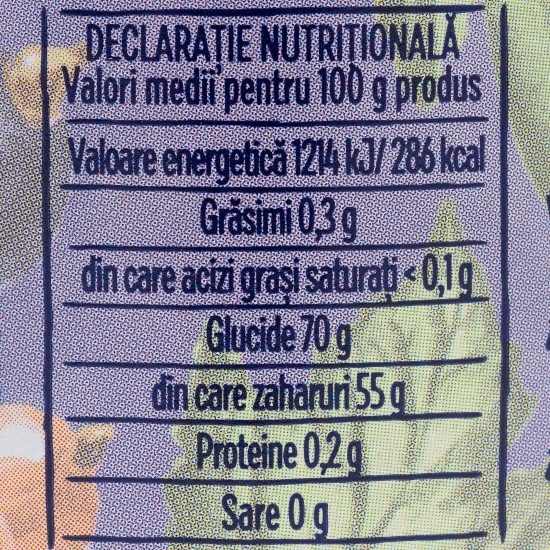 DECLARAȚIE NUTRIȚIONALĂ
Valori medii pentru 100 g produs
Valoare energetică 1214 kJ/ 286 kcal
Grăsimi 0,3 g
din care acizi grași saturați < 0,1 g
Glucide 70 g
din care zaharuri 55 g
Proteine 0,2 g
Sare 0 g